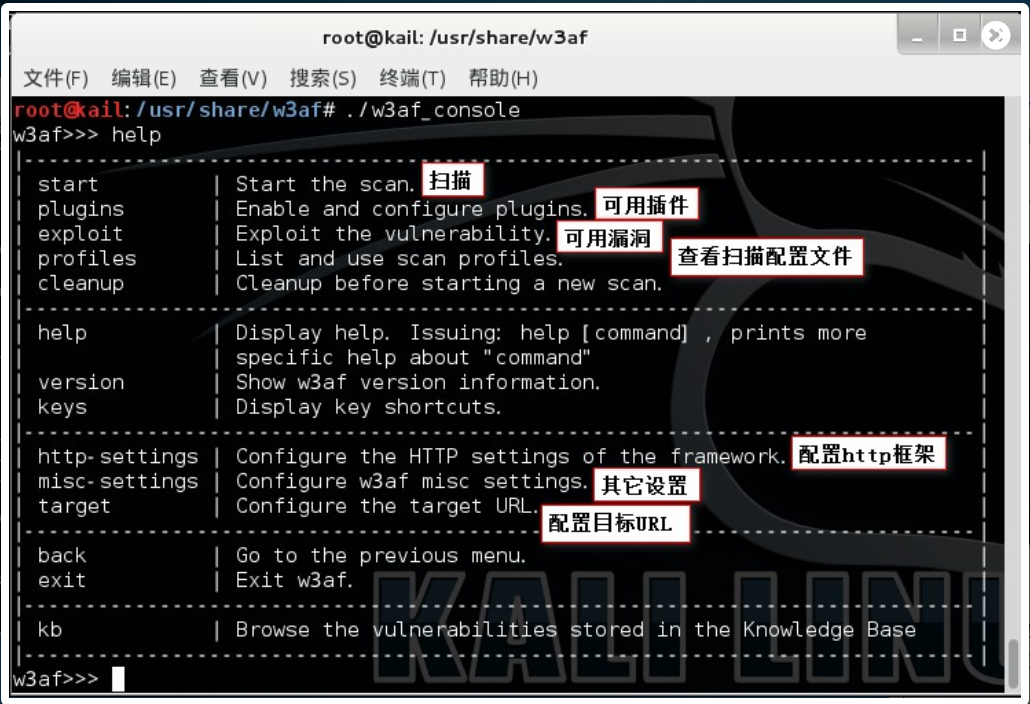 root@kail: /usr/share/w3af
文件(F) 编辑(E) 查看(V) 搜索(S) 终端(T) 帮助(H)
root@kail:/usr/share/w3af# ./w3af_console
w3af>>> help
|-----------------------------------------------------------------------------|
| start | Start the scan. 扫描
| plugins | Enable and configure plugins. 可用插件
| exploit | Exploit the vulnerability. 可用漏洞
| profiles | List and use scan profiles. 查看扫描配置文件
| cleanup | Cleanup before starting a new scan. |
|-----------------------------------------------------------------------------|
| help | Display help. Issuing: help [command] , prints more |
| | specific help about "command" |
| version | Show w3af version information. |
| keys | Display key shortcuts. |
|-----------------------------------------------------------------------------|
| http-settings | Configure the HTTP settings of the framework. 配置http框架
| misc-settings | Configure w3af misc settings. 其它设置
| target | Configure the target URL. 配置目标URL
|-----------------------------------------------------------------------------|
| back | Go to the previous menu. |
| exit | Exit w3af. |
|-----------------------------------------------------------------------------|
| kb | Browse the vulnerabilities stored in the Knowledge Base |
|-----------------------------------------------------------------------------|
w3af>>>
KALI LINU